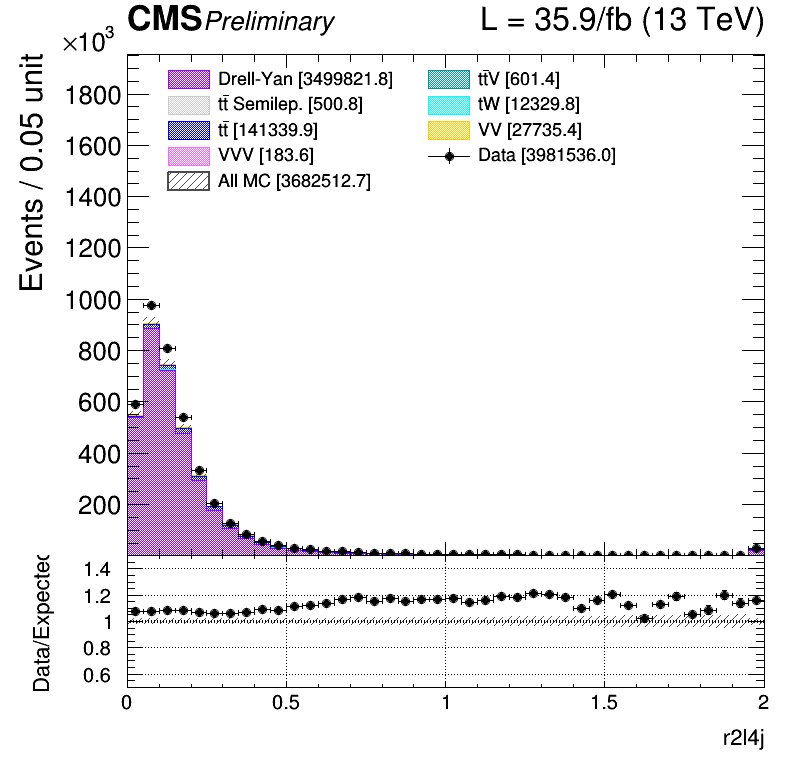 CMS Preliminary L = 35.9/fb (13 TeV)
×10³
Events / 0.05 unit
1800
1600
1400
1200
1000
800
600
400
200
Drell-Yan [3499821.8]
tt̄ Semilep. [500.8]
tt̄ [141339.9]
VVV [183.6]
All MC [3682512.7]
tt̄V [601.4]
tW [12329.8]
VV [27735.4]
Data [3981536.0]
Data/Expected
1.4
1.2
1
0.8
0.6
0 0.5 1 1.5 2
r2l4j